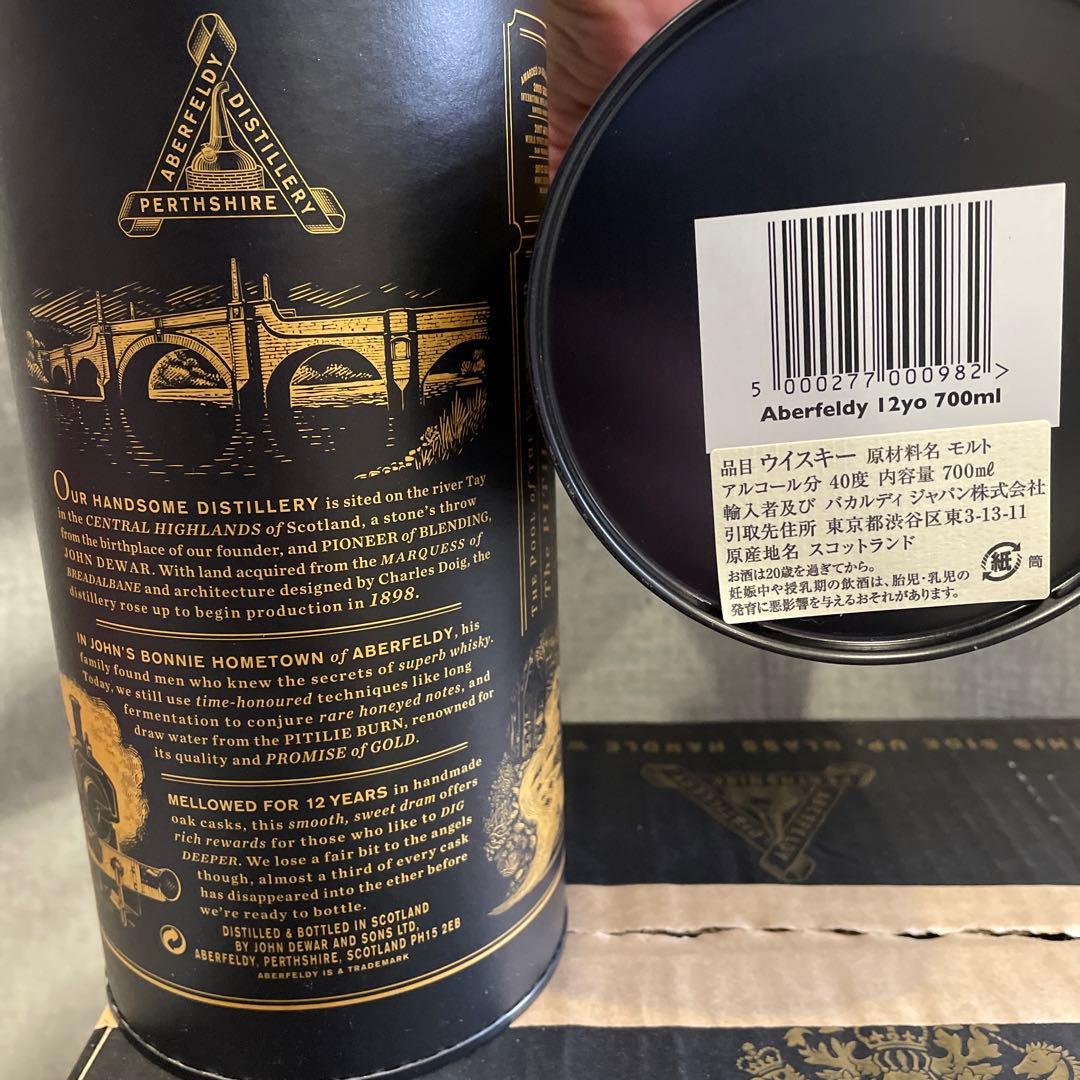 ABERFELDY
DISTILLERY
PERTHSHIRE
OUR HANDSOME DISTILLERY is sited on the river Tay
in the CENTRAL HIGHLANDS of Scotland, a stone's throw
from the birthplace of our founder, and PIONEER of BLENDING,
JOHN DEWAR. With land acquired from the MARQUESS of
BREADALBANE and architecture designed by Charles Doig, the
distillery rose up to begin production in 1898.
IN JOHN'S BONNIE HOMETOWN of ABERFELDY, his
family found men who knew the secrets of superb whisky.
Today, we still use time-honoured techniques like long
fermentation to conjure rare honeyed notes, and
draw water from the PITILIE BURN, renowned for
its quality and PROMISE of GOLD.
MELLOWED FOR 12 YEARS in handmade
oak casks, this smooth, sweet dram offers
rich rewards for those who like to DIG
DEEPER. We lose a fair bit to the angels
though, almost a third of every cask
has disappeared into the ether before
we're ready to bottle.
DISTILLED & BOTTLED IN SCOTLAND
BY JOHN DEWAR AND SONS LTD,
ABERFELDY, PERTHSHIRE, SCOTLAND PH15 2EB
ABERFELDY IS A TRADEMARK
THE POOL of THE
5 000277 000982 >
Aberfeldy 12yo 700ml
品目 ウイスキー 原材料名 モルト
アルコール分 40度 内容量 700mℓ
輸入者及び バカルディ ジャパン株式会社
引取先住所 東京都渋谷区東3-13-11
原産地名 スコットランド
お酒は20歳を過ぎてから。
妊娠中や授乳期の飲酒は、胎児・乳児の
発育に悪影響を与えるおそれがあります。
紙 筒
THIS SIDE UP, GLASS HANDLE W